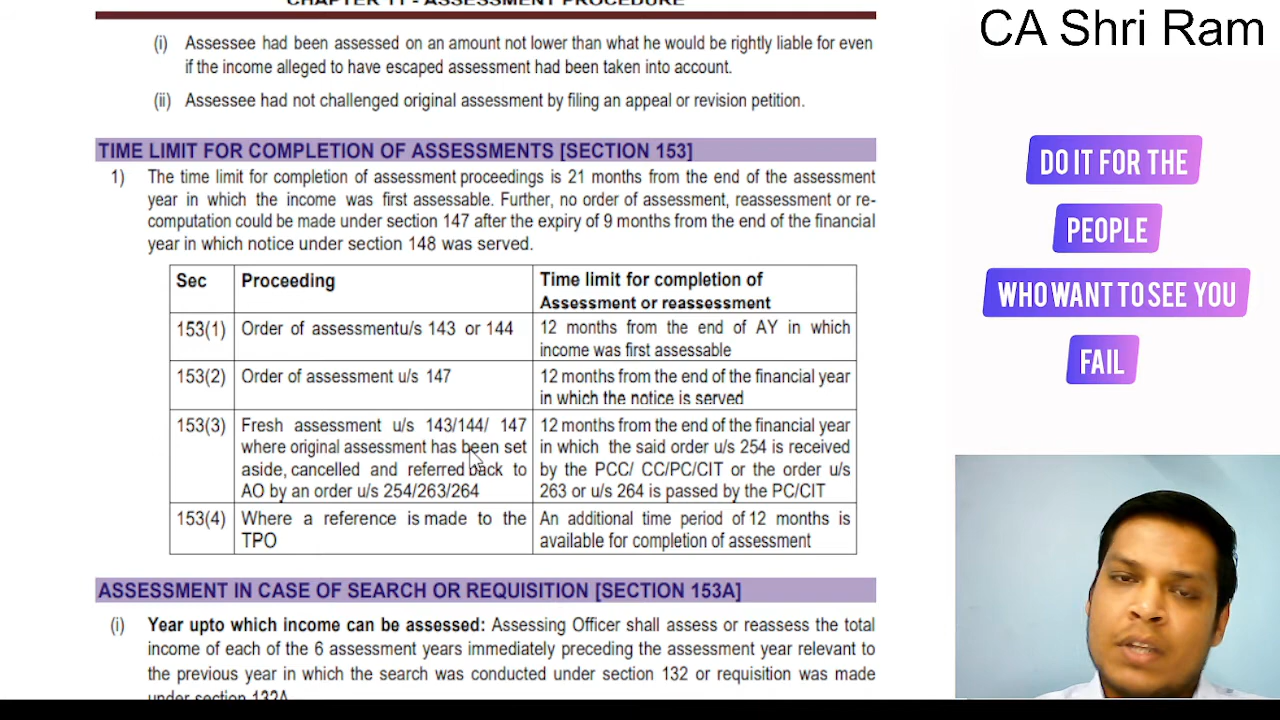 CHAPTER 11 - ASSESSMENT PROCEDURE
CA Shri Ram
(i) Assessee had been assessed on an amount not lower than what he would be rightly liable for even
if the income alleged to have escaped assessment had been taken into account.
(ii) Assessee had not challenged original assessment by filing an appeal or revision petition.
TIME LIMIT FOR COMPLETION OF ASSESSMENTS [SECTION 153]
1) The time limit for completion of assessment proceedings is 21 months from the end of the assessment
year in which the income was first assessable. Further, no order of assessment, reassessment or re-
computation could be made under section 147 after the expiry of 9 months from the end of the financial
year in which notice under section 148 was served.
Sec Proceeding Time limit for completion of
Assessment or reassessment
153(1) Order of assessmentu/s 143 or 144 12 months from the end of AY in which
income was first assessable
153(2) Order of assessment u/s 147 12 months from the end of the financial year
in which the notice is served
153(3) Fresh assessment u/s 143/144/ 147 12 months from the end of the financial year
where original assessment has been set in which the said order u/s 254 is received
aside, cancelled and referred back to by the PCC/ CC/PC/CIT or the order u/s
AO by an order u/s 254/263/264 263 or u/s 264 is passed by the PC/CIT
153(4) Where a reference is made to the An additional time period of 12 months is
TPO available for completion of assessment
ASSESSMENT IN CASE OF SEARCH OR REQUISITION [SECTION 153A]
(i) Year upto which income can be assessed: Assessing Officer shall assess or reassess the total
income of each of the 6 assessment years immediately preceding the assessment year relevant to
the previous year in which the search was conducted under section 132 or requisition was made
under section 132A
DO IT FOR THE
PEOPLE
WHO WANT TO SEE YOU
FAIL